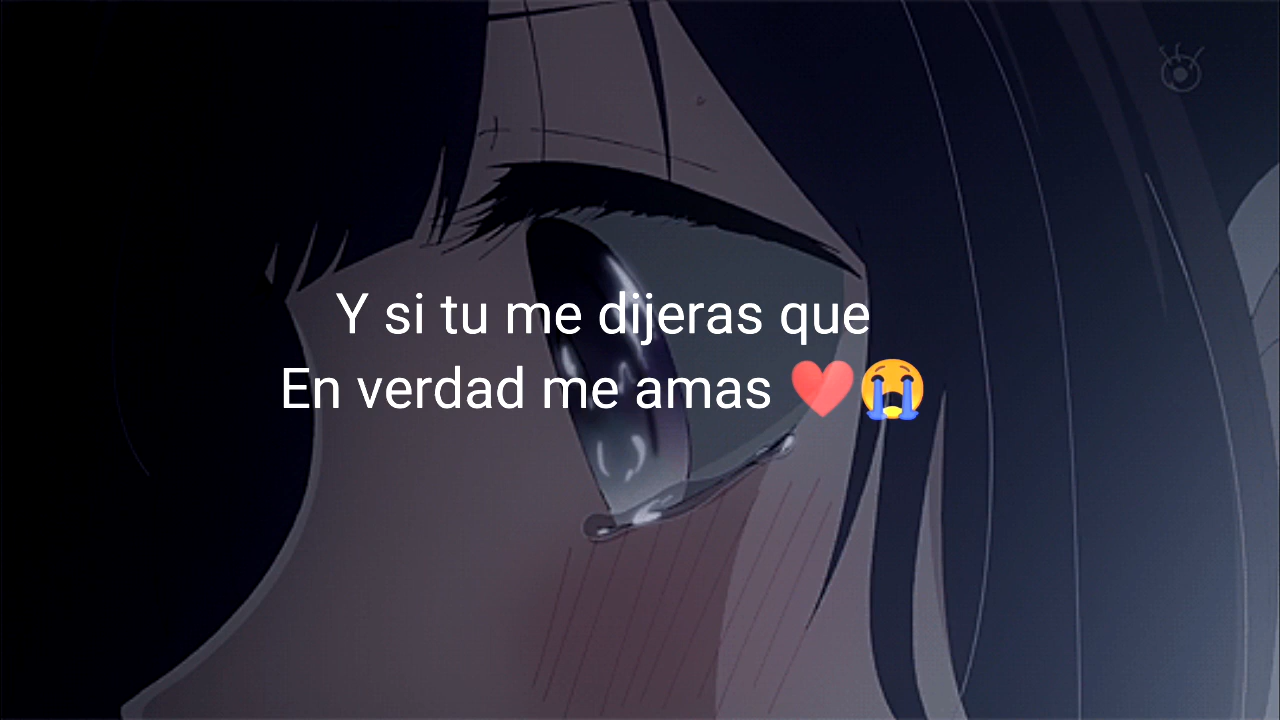 Y si tu me dijeras que
En verdad me amas ❤️😭